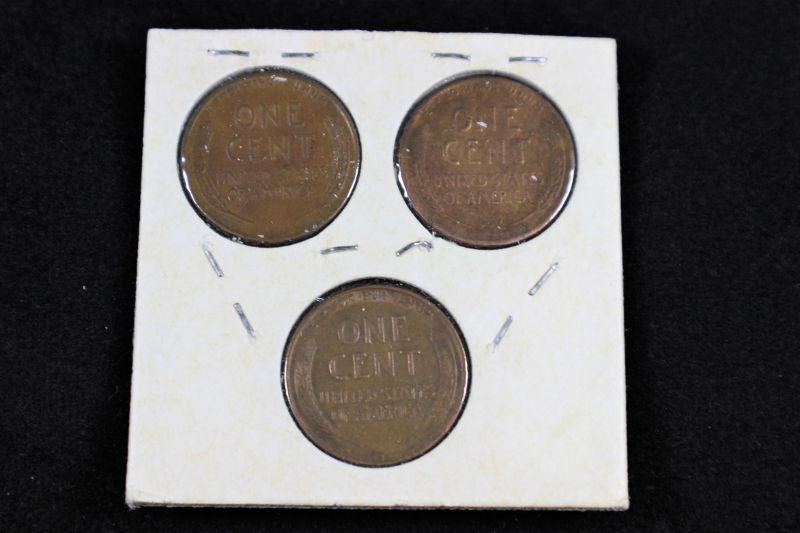 ONE
CENT
UNITED STATES
OF AMERICA
ONE
CENT
UNITED STATES
OF AMERICA
ONE
CENT
UNITED STATES
OF AMERICA